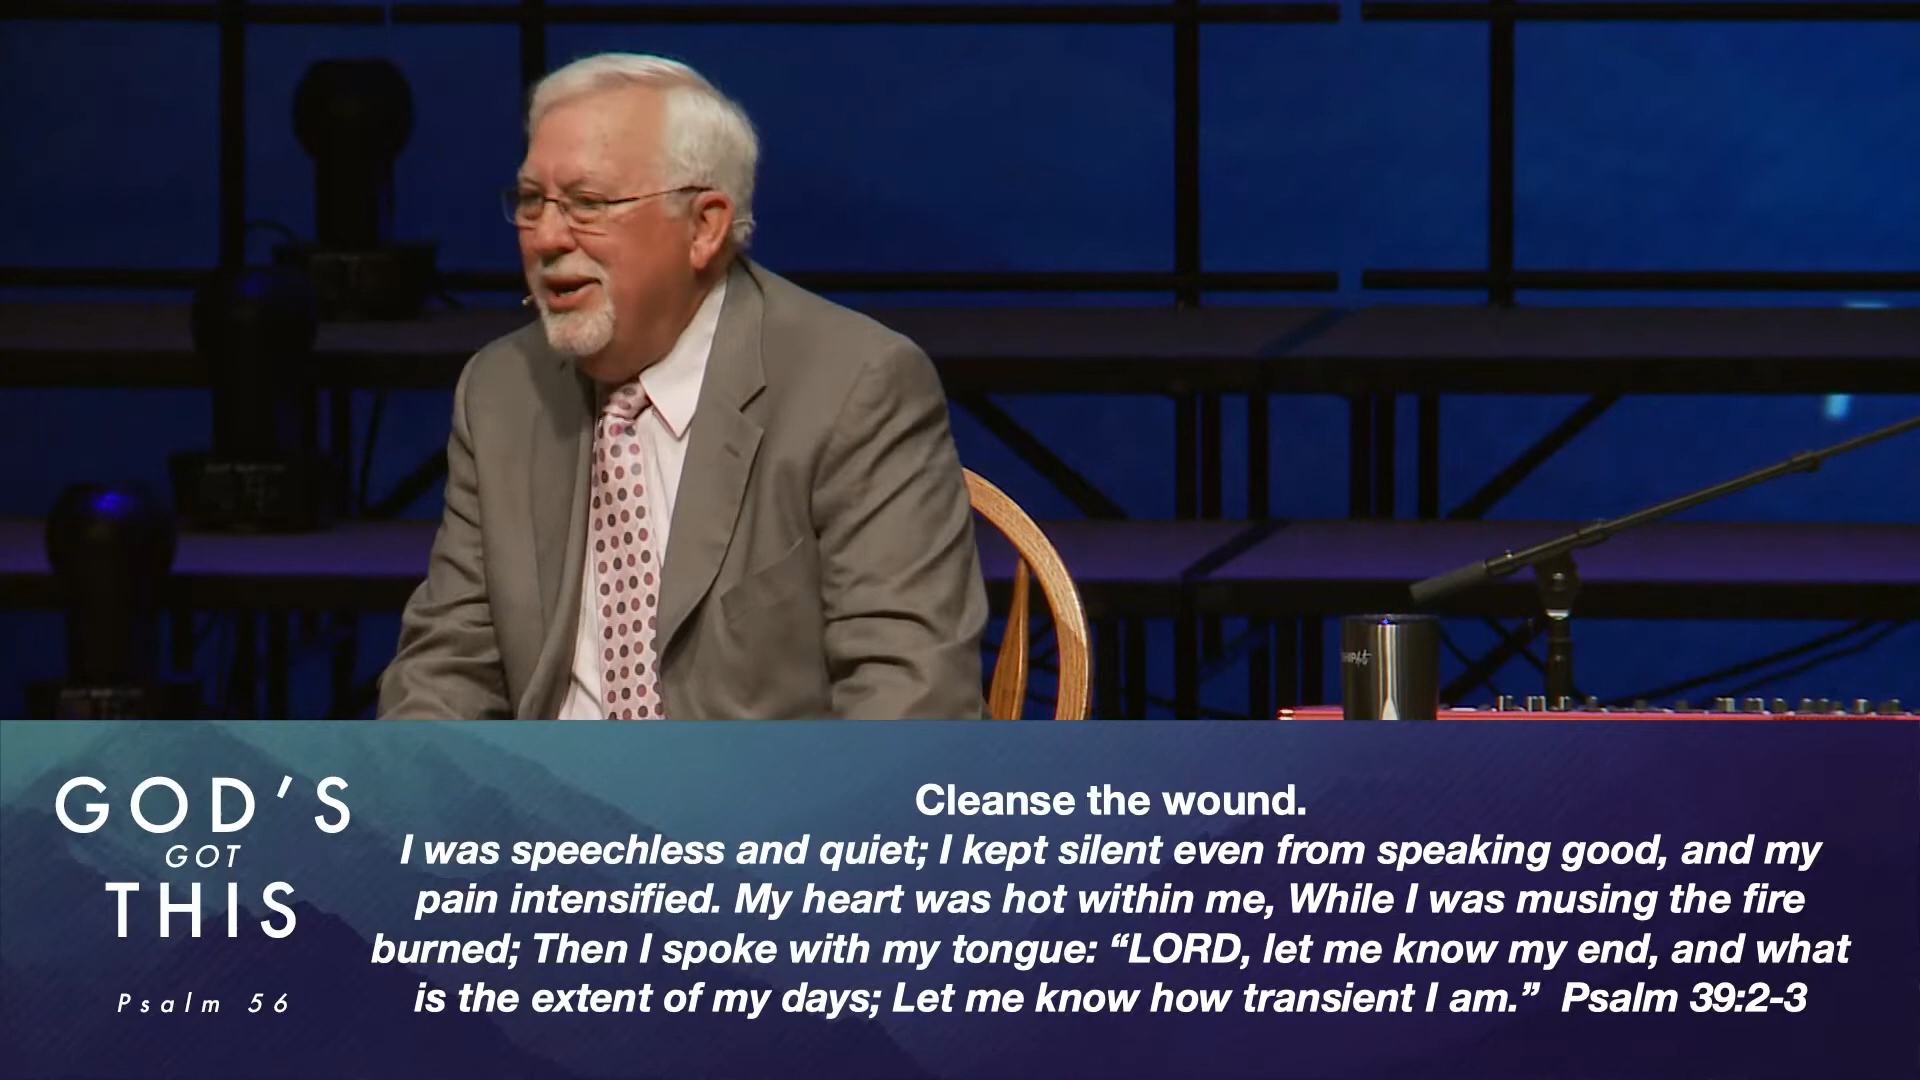 GOD'S
GOT
THIS
Psalm 56
Cleanse the wound.
I was speechless and quiet; I kept silent even from speaking good, and my
pain intensified. My heart was hot within me, While I was musing the fire
burned; Then I spoke with my tongue: “LORD, let me know my end, and what
is the extent of my days; Let me know how transient I am.” Psalm 39:2-3